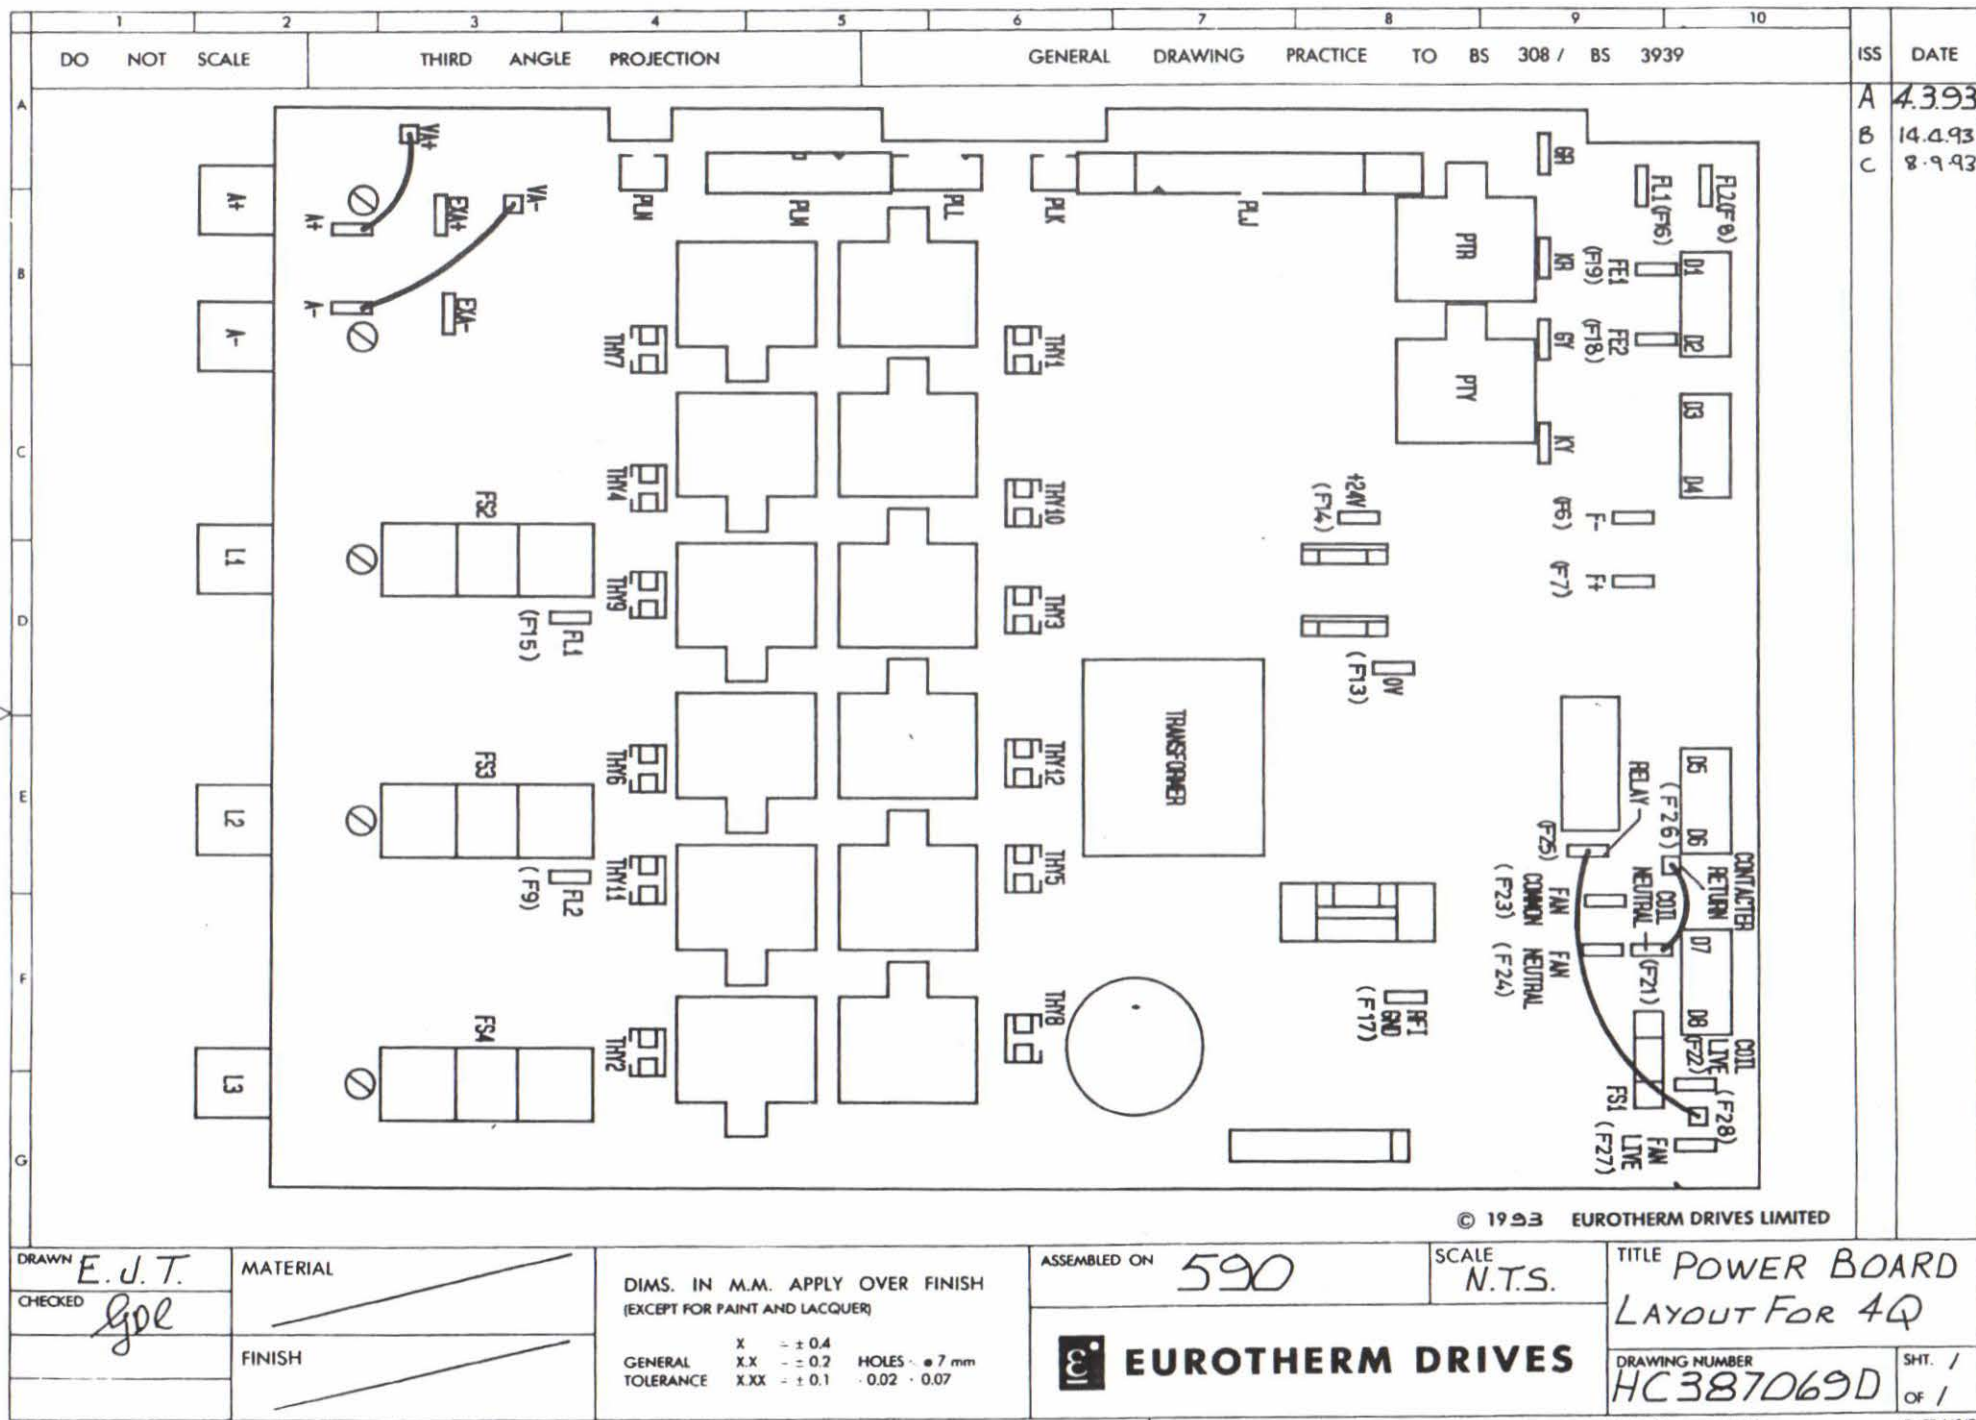 1 2 3 4 5 6 7 8 9 10
DO NOT SCALE
THIRD ANGLE PROJECTION
GENERAL DRAWING PRACTICE TO BS 308 / BS 3939
ISS DATE
A 4.3.93
B 14.4.93
C 8.9.93
A
B
C
D
E
F
G
A+
A-
L1
L2
L3
VA+
A+
EXA+
VA-
A-
EXA-
PLN
PLM
PLL
PLK
PLJ
GR
FL1 (F16)
FL2 (F8)
PTR
KR
FE1
(F19)
D1
D2
PTY
GY
FE2
(F18)
KY
D3
D4
THY7
THY1
THY4
THY10
THY9
THY3
THY6
THY12
THY11
THY5
THY2
THY8
FS2
FL1
(F15)
FS3
FL2
(F9)
FS4
+24V
(F14)
F-
(F6)
F+
(F7)
0V
(F13)
TRANSFORMER
RELAY
(F25)
(F26)
D5
D6
CONTACTER
RETURN
COIL
NEUTRAL
(F21)
FAN
COMMON
(F23)
FAN
NEUTRAL
(F24)
D7
D8
RFI
GND
(F17)
COIL
LIVE
(F22)
FS1
(F28)
FAN
LIVE
(F27)
© 1993 EUROTHERM DRIVES LIMITED
DRAWN E.J.T.
CHECKED
MATERIAL
FINISH
DIMS. IN M.M. APPLY OVER FINISH
(EXCEPT FOR PAINT AND LACQUER)
GENERAL
TOLERANCE
X = ± 0.4
X.X - ± 0.2
X.XX = ± 0.1
HOLES ● 7 mm
0.02 · 0.07
ASSEMBLED ON 590
SCALE
N.T.S.
EUROTHERM DRIVES
TITLE POWER BOARD
LAYOUT FOR 4Q
DRAWING NUMBER
HC387069D
SHT. 1
OF 1